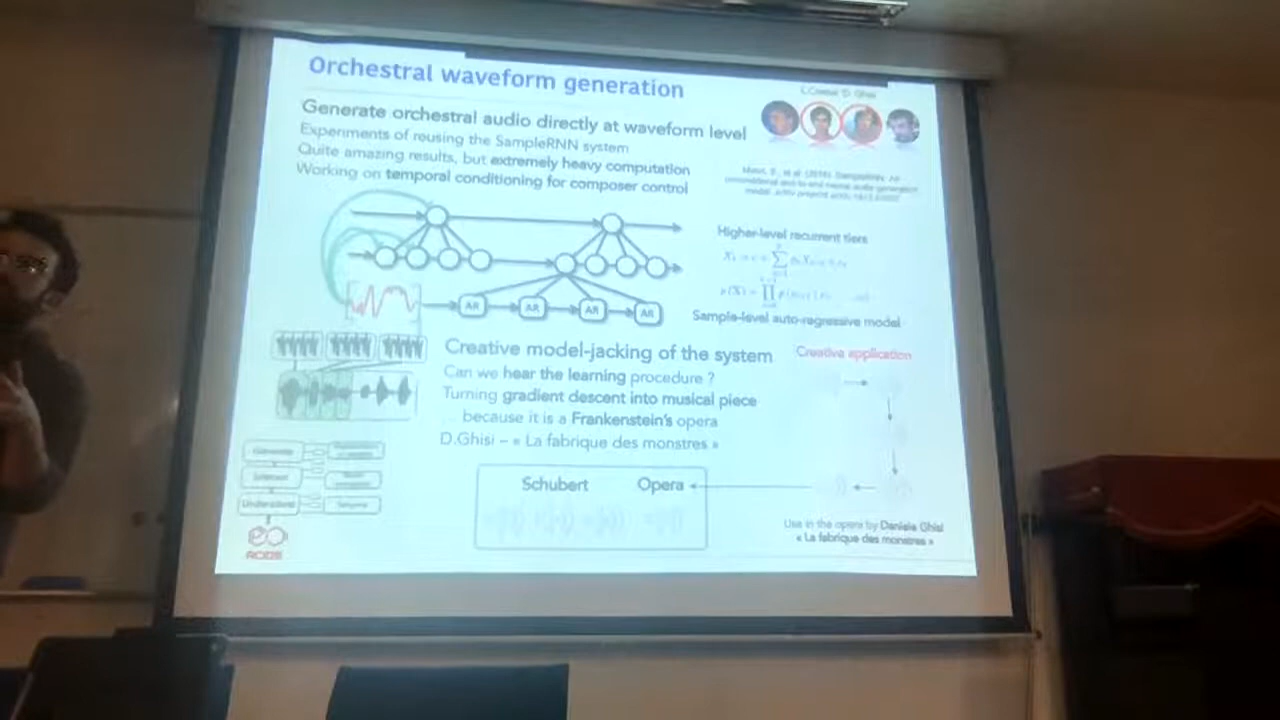 Orchestral waveform generation
Generate orchestral audio directly at waveform level
Experiments of reusing the SampleRNN system
Quite amazing results, but extremely heavy computation
Working on temporal conditioning for composer control
Higher-level recurrent tiers
AR
AR
AR
AR
Sample-level auto-regressive model
Creative model-jacking of the system
Creative application
Can we hear the learning procedure ?
Turning gradient descent into musical piece
because it is a Frankenstein's opera
D.Ghisi – « La fabrique des monstres »
Schubert Opera
Use in the opera by Daniele Ghisi
« La fabrique des monstres »